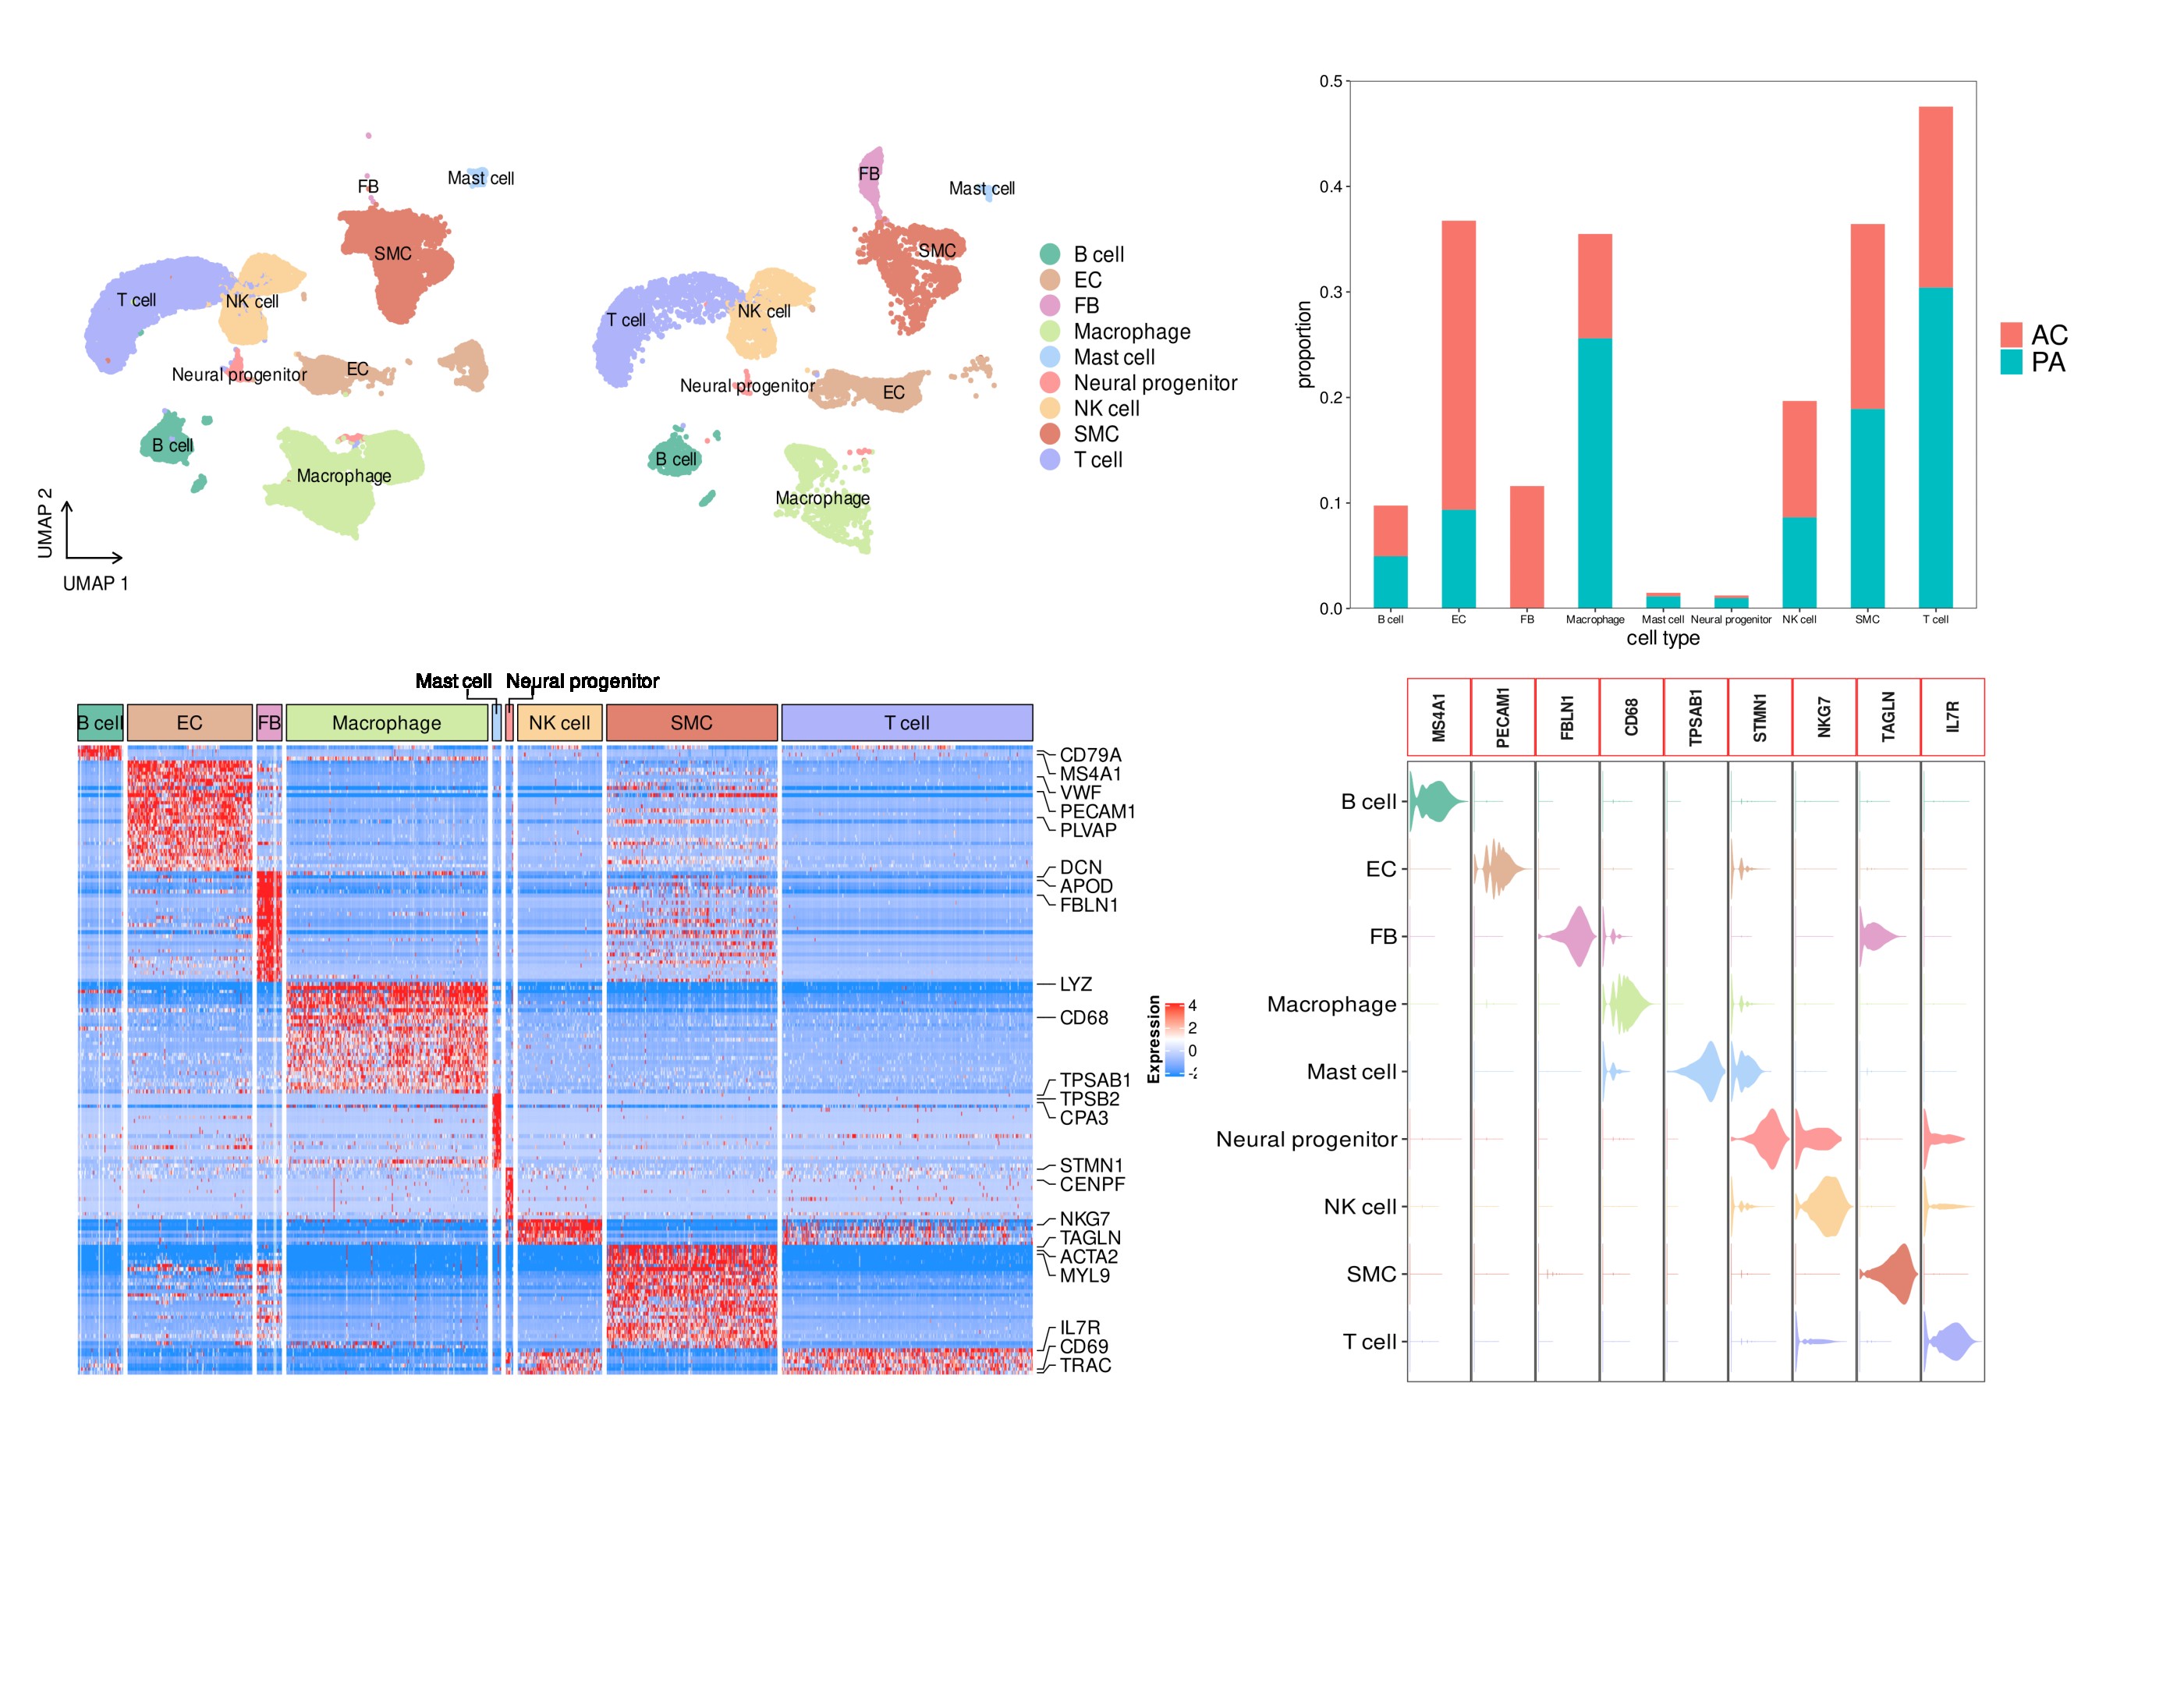 FB
Mast cell
SMC
T cell
NK cell
Neural progenitor
EC
B cell
Macrophage
UMAP 2
UMAP 1
FB
Mast cell
SMC
T cell
NK cell
Neural progenitor
EC
B cell
Macrophage
B cell
EC
FB
Macrophage
Mast cell
Neural progenitor
NK cell
SMC
T cell
proportion
0.5
0.4
0.3
0.2
0.1
0.0
B cell EC FB Macrophage Mast cell Neural progenitor NK cell SMC T cell
cell type
AC
PA
Mast cell Neural progenitor
B cell EC FB Macrophage NK cell SMC T cell
CD79A
MS4A1
VWF
PECAM1
PLVAP
DCN
APOD
FBLN1
LYZ
CD68
TPSAB1
TPSB2
CPA3
STMN1
CENPF
NKG7
TAGLN
ACTA2
MYL9
IL7R
CD69
TRAC
Expression
4
2
0
-2
MS4A1 PECAM1 FBLN1 CD68 TPSAB1 STMN1 NKG7 TAGLN IL7R
B cell
EC
FB
Macrophage
Mast cell
Neural progenitor
NK cell
SMC
T cell